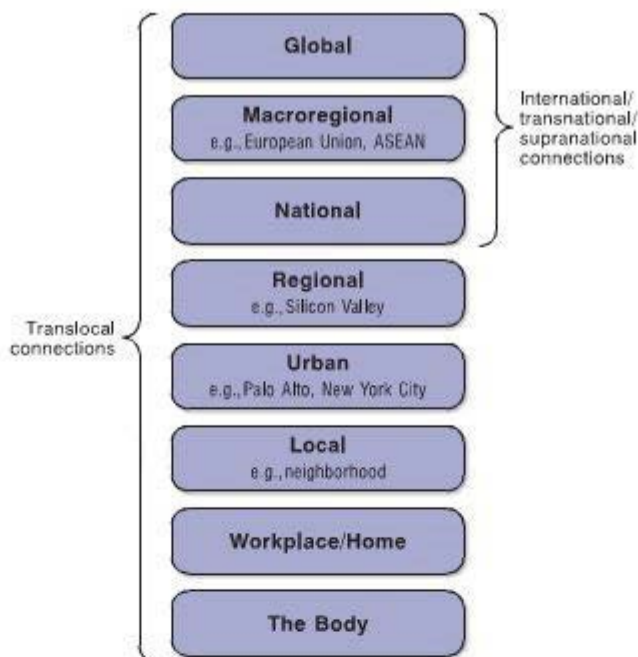 Global
Macroregional
e.g., European Union, ASEAN
National
Regional
e.g., Silicon Valley
Urban
e.g., Palo Alto, New York City
Local
e.g., neighborhood
Workplace/Home
The Body
Translocal
connections
International/
transnational/
supranational
connections